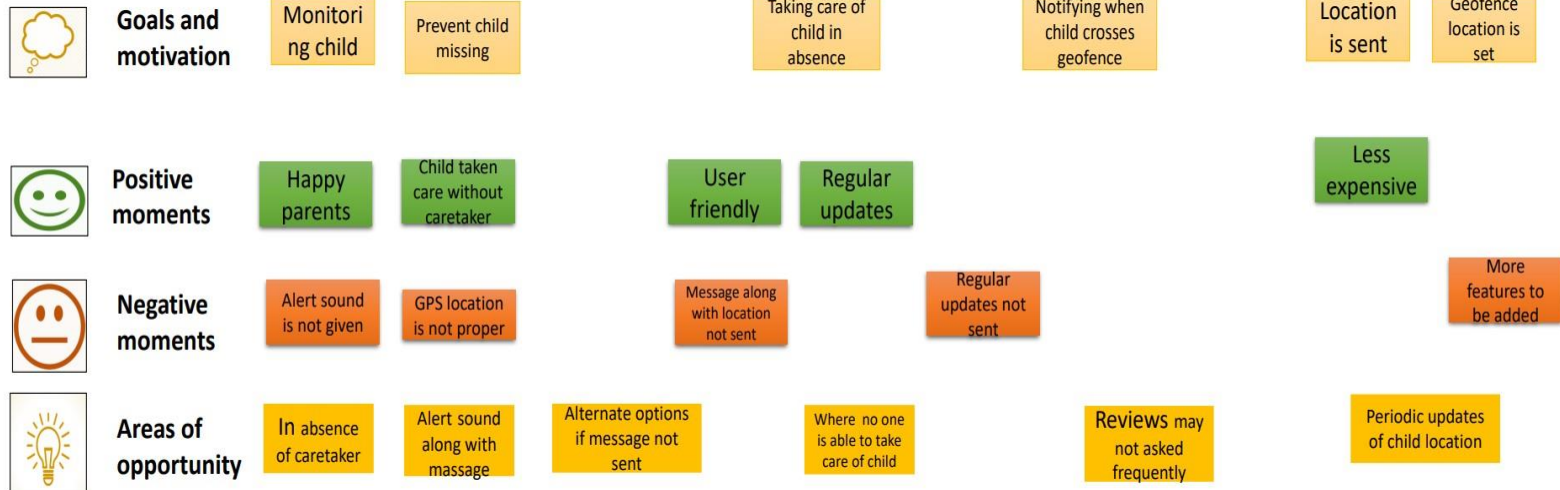 Goals and
motivation
Monitori
ng child
Prevent child
missing
Taking care of
child in
absence
Notifying when
child crosses
geofence
Location
is sent
Geofence
location is
set
Positive
moments
Happy
parents
Child taken
care without
caretaker
User
friendly
Regular
updates
Less
expensive
Negative
moments
Alert sound
is not given
GPS location
is not proper
Message along
with location
not sent
Regular
updates not
sent
More
features to
be added
Areas of
opportunity
In absence
of caretaker
Alert sound
along with
massage
Alternate options
if message not
sent
Where no one
is able to take
care of child
Reviews may
not asked
frequently
Periodic updates
of child location